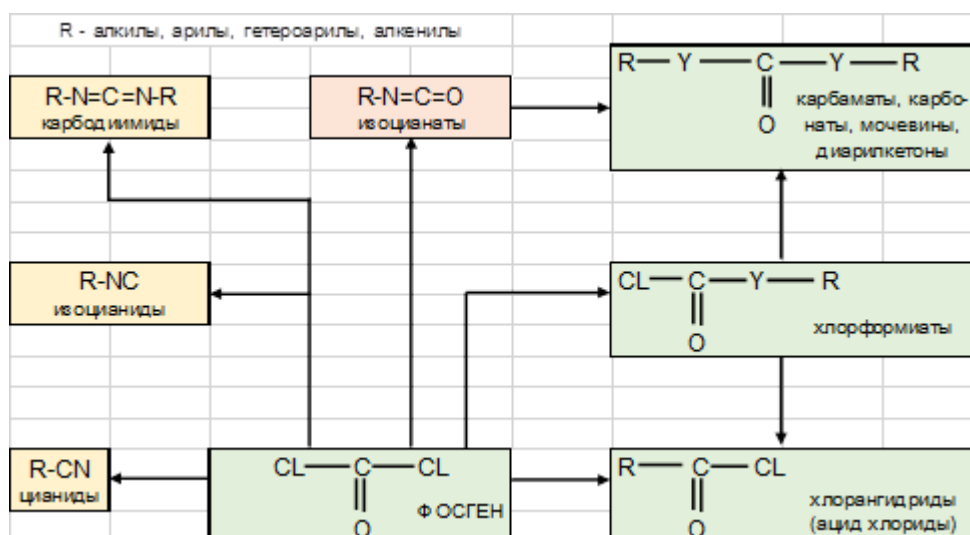 R - алкилы, арилы, гетероарилы, алкенилы
R-N=C=N-R
карбодиимиды
R-N=C=O
изоцианаты
R—Y—C—Y—R
O
карбаматы, карбо-
наты, мочевины,
диарилкетоны
R-NC
изоцианиды
CL—C—Y—R
O
хлорформиаты
R-CN
цианиды
CL—C—CL
O
ФОСГЕН
R—C—CL
O
хлорангидриды
(ацид хлориды)